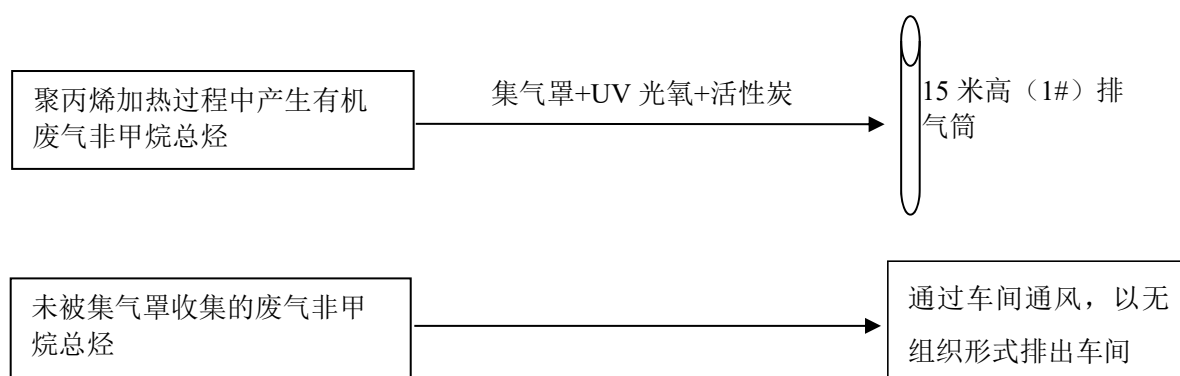 聚丙烯加热过程中产生有机
废气非甲烷总烃
集气罩+UV 光氧+活性炭
15 米高（1#）排
气筒
未被集气罩收集的废气非甲
烷总烃
通过车间通风，以无
组织形式排出车间